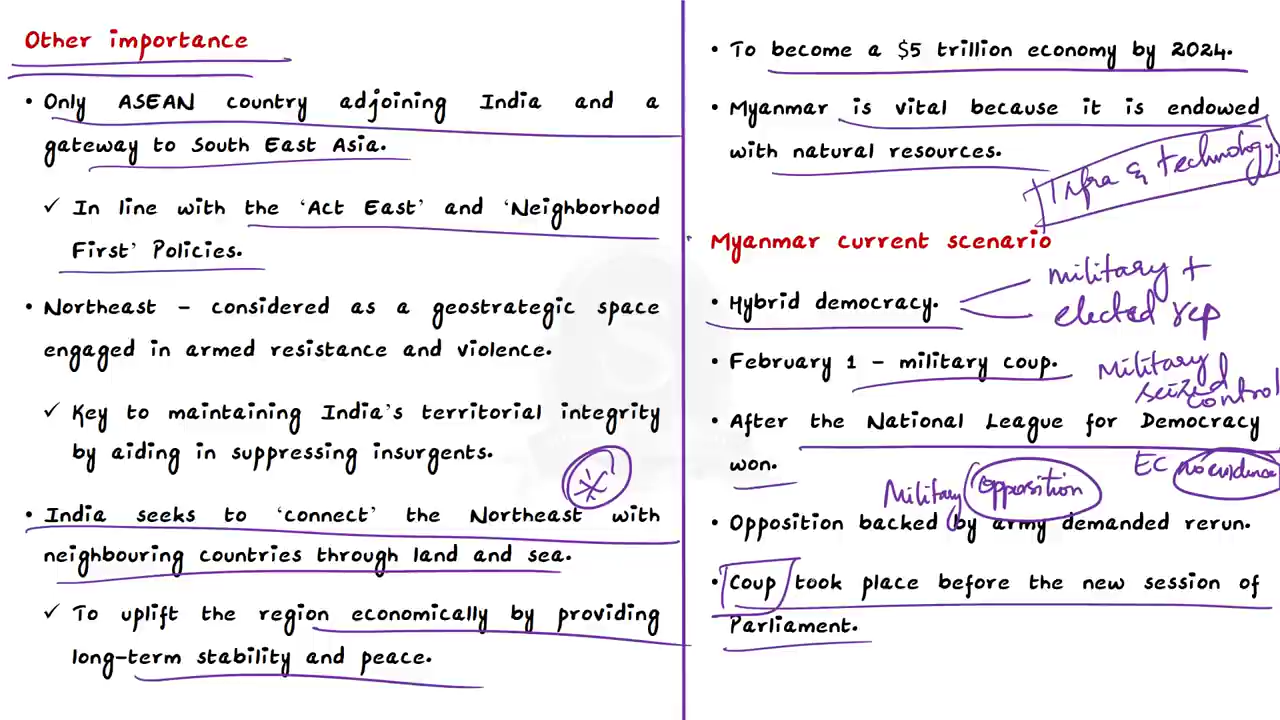 Other importance
• Only ASEAN country adjoining India and a
gateway to South East Asia.
✓ In line with the 'Act East' and 'Neighborhood
First' Policies.
• Northeast - considered as a geostrategic space
engaged in armed resistance and violence.
✓ Key to maintaining India's territorial integrity
by aiding in suppressing insurgents.
• India seeks to 'connect' the Northeast with
neighbouring countries through land and sea.
✓ To uplift the region economically by providing
long-term stability and peace.
• To become a $5 trillion economy by 2024.
• Myanmar is vital because it is endowed
with natural resources.
Infra & technology
Myanmar current scenario
military +
• Hybrid democracy.
elected rep
• February 1 - military coup.
Military
seized
control
• After the National League for Democracy
won.
EC no evidence
Military opposition
• Opposition backed by army demanded rerun.
• Coup took place before the new session of
Parliament.